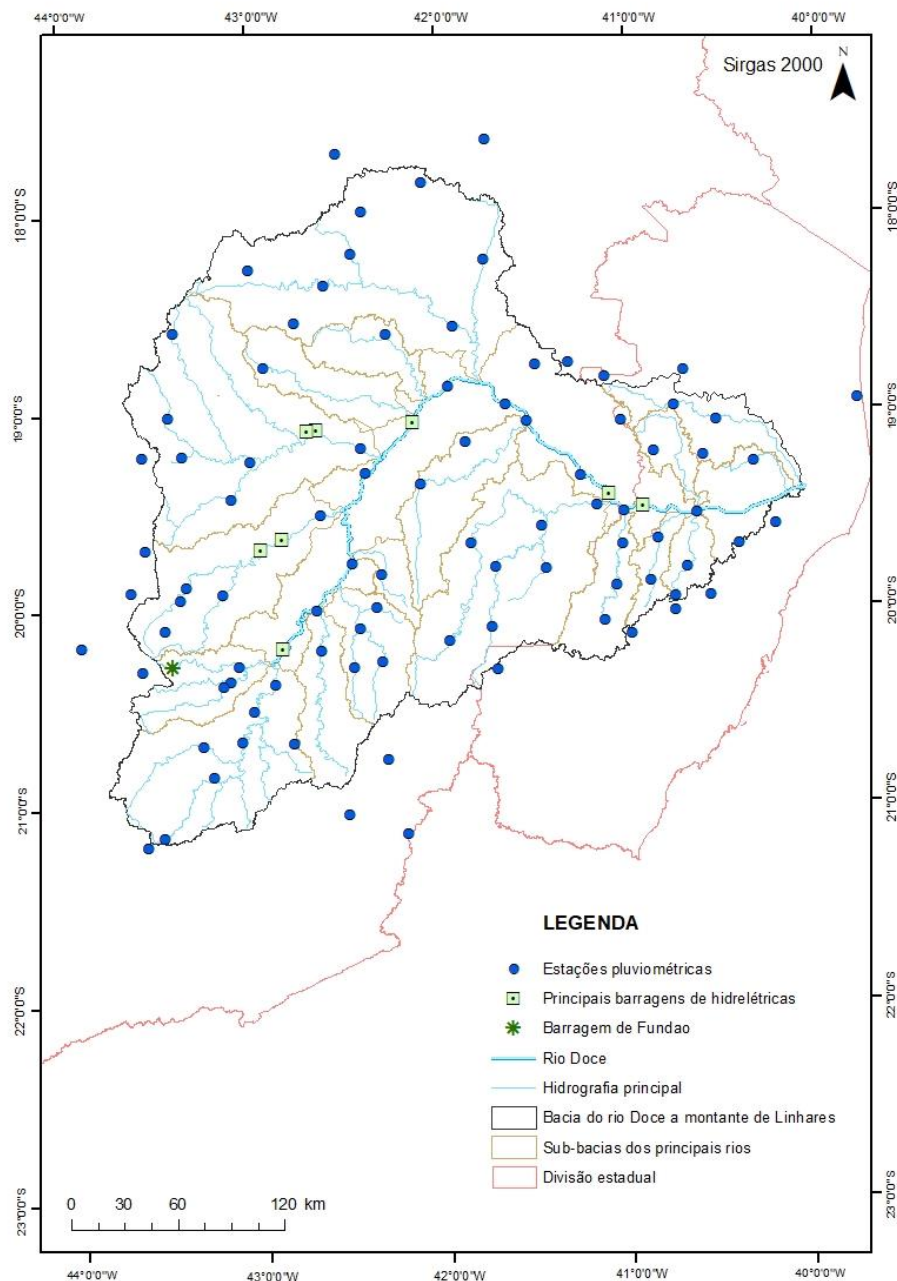 44°0'0"W 43°0'0"W 42°0'0"W 41°0'0"W 40°0'0"W
Sirgas 2000
N
18°0'0"S 18°0'0"S
19°0'0"S 19°0'0"S
20°0'0"S 20°0'0"S
21°0'0"S 21°0'0"S
LEGENDA
Estações pluviométricas
Principais barragens de hidrelétricas
22°0'0"S 22°0'0"S
Barragem de Fundao
Rio Doce
Hidrografia principal
Bacia do rio Doce a montante de Linhares
Sub-bacias dos principais rios
Divisão estadual
0 30 60 120 km
23°0'0"S 23°0'0"S
44°0'0"W 43°0'0"W 42°0'0"W 41°0'0"W 40°0'0"W